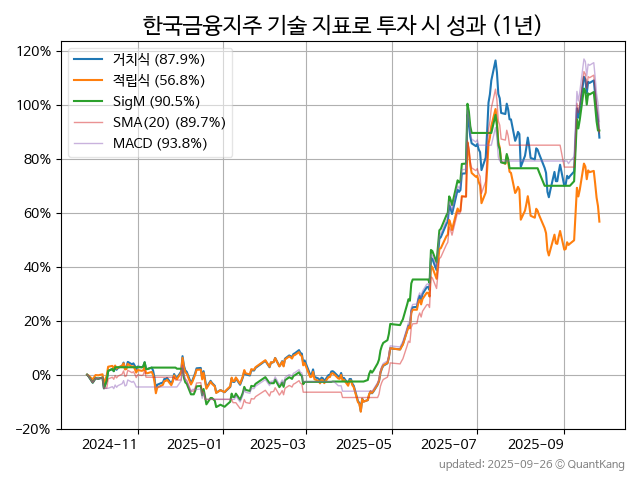 한국금융지주 기술 지표로 투자 시 성과 (1년)
거치식 (87.9%)
적립식 (56.8%)
SigM (90.5%)
SMA(20) (89.7%)
MACD (93.8%)
120%
100%
80%
60%
40%
20%
0%
−20%
2024-11
2025-01
2025-03
2025-05
2025-07
2025-09
updated: 2025-09-26 © QuantKang